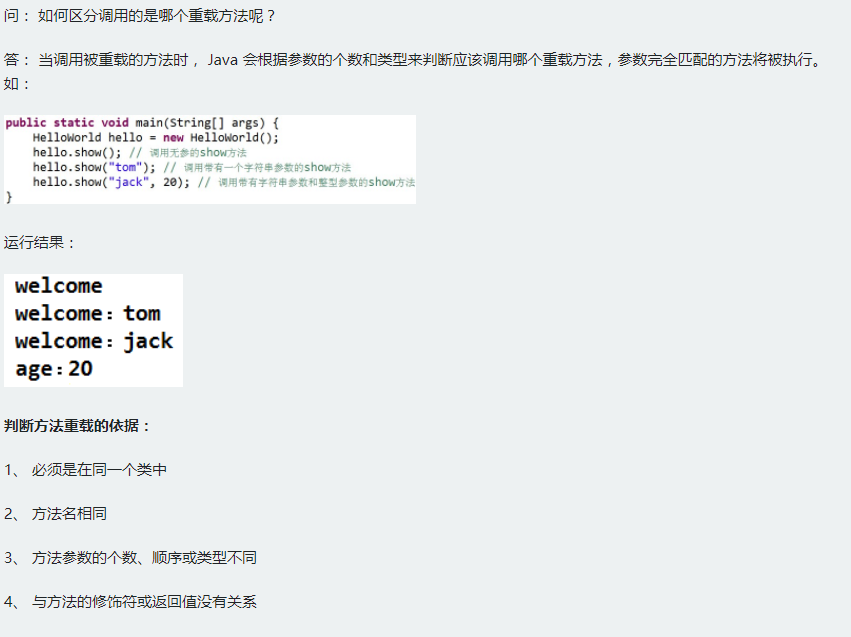 问： 如何区分调用的是哪个重载方法呢？
答： 当调用被重载的方法时， Java 会根据参数的个数和类型来判断应该调用哪个重载方法，参数完全匹配的方法将被执行。
如：
public static void main(String[] args) {
HelloWorld hello = new HelloWorld();
hello.show(); // 调用无参的show方法
hello.show("tom"); // 调用带有一个字符串参数的show方法
hello.show("jack", 20); // 调用带有字符串参数和整型参数的show方法
}
运行结果：
welcome
welcome：tom
welcome：jack
age：20
判断方法重载的依据：
1、 必须是在同一个类中
2、 方法名相同
3、 方法参数的个数、顺序或类型不同
4、 与方法的修饰符或返回值没有关系